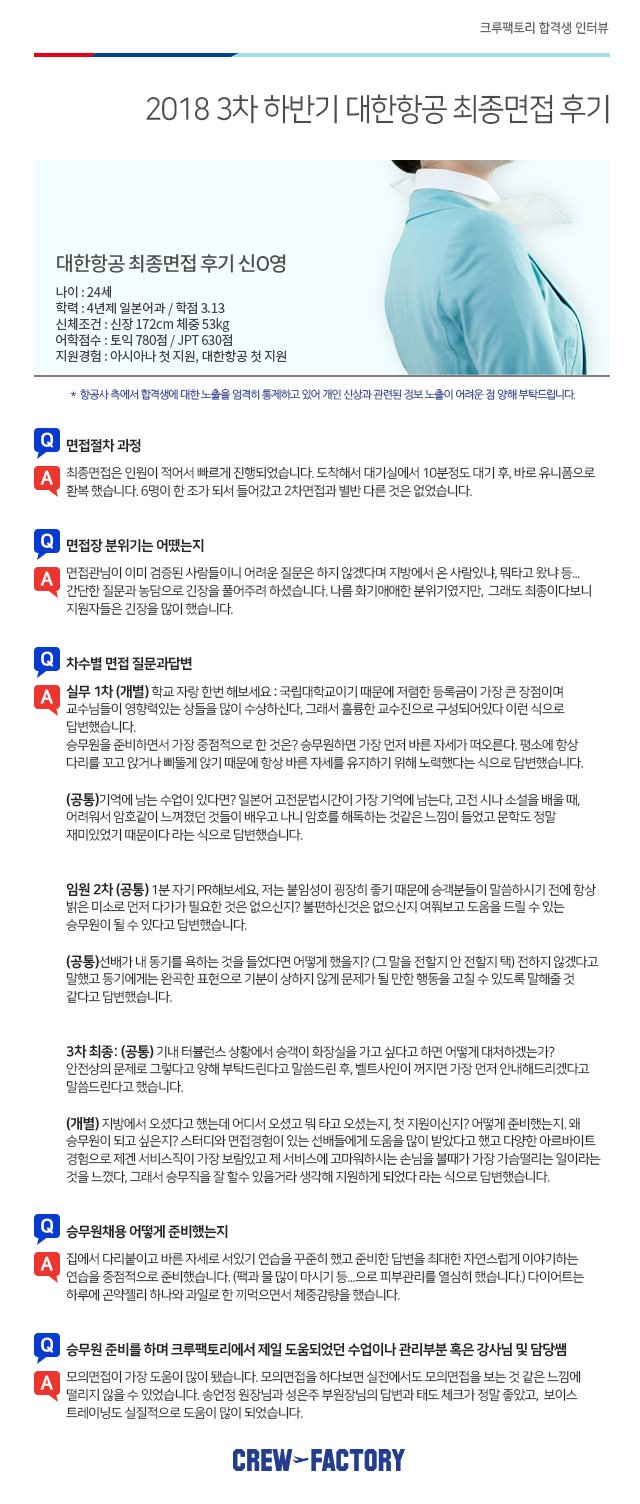 크루팩토리 합격생 인터뷰
2018 3차 하반기 대한항공 최종면접 후기
대한항공 최종면접 후기 신O영
나이 : 24세
학력 : 4년제 일본어과 / 학점 3.13
신체조건 : 신장 172cm 체중 53kg
어학점수 : 토익 780점 / JPT 630점
지원경험 : 아시아나 첫 지원, 대한항공 첫 지원
* 항공사 측에서 합격생에 대한 노출을 엄격히 통제하고 있어 개인 신상과 관련된 정보 노출이 어려운 점 양해 부탁드립니다.
Q 면접절차 과정
A 최종면접은 인원이 적어서 빠르게 진행되었습니다. 도착해서 대기실에서 10분정도 대기 후, 바로 유니폼으로
환복 했습니다. 6명이 한 조가 되서 들어갔고 2차면접과 별반 다른 것은 없었습니다.
Q 면접장 분위기는 어땠는지
A 면접관님이 이미 검증된 사람들이니 어려운 질문은 하지 않겠다며 지방에서 온 사람있냐, 뭐타고 왔냐 등...
간단한 질문과 농담으로 긴장을 풀어주려 하셨습니다. 나름 화기애애한 분위기였지만, 그래도 최종이다보니
지원자들은 긴장을 많이 했습니다.
Q 차수별 면접 질문과답변
A 실무 1차 (개별) 학교 자랑 한번 해보세요 : 국립대학교이기 때문에 저렴한 등록금이 가장 큰 장점이며
교수님들이 영향력있는 상들을 많이 수상하신다, 그래서 훌륭한 교수진으로 구성되어있다 이런 식으로
답변했습니다.
승무원을 준비하면서 가장 중점적으로 한 것은? 승무원하면 가장 먼저 바른 자세가 떠오른다. 평소에 항상
다리를 꼬고 앉거나 삐뚤게 앉기 때문에 항상 바른 자세를 유지하기 위해 노력했다는 식으로 답변했습니다.
(공통)기억에 남는 수업이 있다면? 일본어 고전문법시간이 가장 기억에 남는다, 고전 시나 소설을 배울 때,
어려워서 암호같이 느껴졌던 것들이 배우고 나니 암호를 해독하는 것같은 느낌이 들었고 문학도 정말
재미있었기 때문이다 라는 식으로 답변했습니다.
임원 2차 (공통) 1분 자기 PR해보세요, 저는 붙임성이 굉장히 좋기 때문에 승객분들이 말씀하시기 전에 항상
밝은 미소로 먼저 다가가 필요한 것은 없으신지? 불편하신것은 없으신지 여쭤보고 도움을 드릴 수 있는
승무원이 될 수 있다고 답변했습니다.
(공통)선배가 내 동기를 욕하는 것을 들었다면 어떻게 했을지? (그 말을 전할지 안 전할지 택) 전하지 않겠다고
말했고 동기에게는 완곡한 표현으로 기분이 상하지 않게 문제가 될 만한 행동을 고칠 수 있도록 말해줄 것
같다고 답변했습니다.
3차 최종: (공통) 기내 터뷸런스 상황에서 승객이 화장실을 가고 싶다고 하면 어떻게 대처하겠는가?
안전상의 문제로 그렇다고 양해 부탁드린다고 말씀드린 후, 벨트사인이 꺼지면 가장 먼저 안내해드리겠다고
말씀드린다고 했습니다.
(개별) 지방에서 오셨다고 했는데 어디서 오셨고 뭐 타고 오셨는지, 첫 지원이신지? 어떻게 준비했는지. 왜
승무원이 되고 싶은지? 스터디와 면접경험이 있는 선배들에게 도움을 많이 받았다고 했고 다양한 아르바이트
경험으로 제겐 서비스직이 가장 보람있고 제 서비스에 고마워하시는 손님을 볼때가 가장 가슴떨리는 일이라는
것을 느꼈다, 그래서 승무직을 잘 할수 있을거라 생각해 지원하게 되었다 라는 식으로 답변했습니다.
Q 승무원채용 어떻게 준비했는지
A 집에서 다리붙이고 바른 자세로 서있기 연습을 꾸준히 했고 준비한 답변을 최대한 자연스럽게 이야기하는
연습을 중점적으로 준비했습니다. (팩과 물 많이 마시기 등...으로 피부관리를 열심히 했습니다.) 다이어트는
하루에 곤약젤리 하나와 과일로 한 끼먹으면서 체중감량을 했습니다.
Q 승무원 준비를 하며 크루팩토리에서 제일 도움되었던 수업이나 관리부분 혹은 강사님 및 담당쌤
A 모의면접이 가장 도움이 많이 됐습니다. 모의면접을 하다보면 실전에서도 모의면접을 보는 것 같은 느낌에
떨리지 않을 수 있었습니다. 송언정 원장님과 성은주 부원장님의 답변과 태도 체크가 정말 좋았고, 보이스
트레이닝도 실질적으로 도움이 많이 되었습니다.
CREW FACTORY